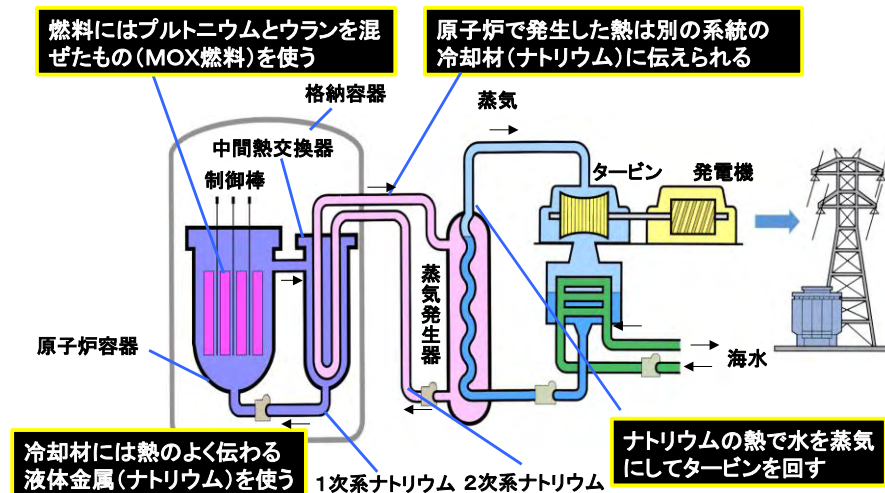 燃料にはプルトニウムとウランを混
ぜたもの（MOX燃料）を使う
原子炉で発生した熱は別の系統の
冷却材（ナトリウム）に伝えられる
格納容器
蒸気
中間熱交換器
制御棒
タービン
発電機
蒸気発生器
原子炉容器
海水
冷却材には熱のよく伝わる
液体金属（ナトリウム）を使う
1次系ナトリウム
2次系ナトリウム
ナトリウムの熱で水を蒸気
にしてタービンを回す